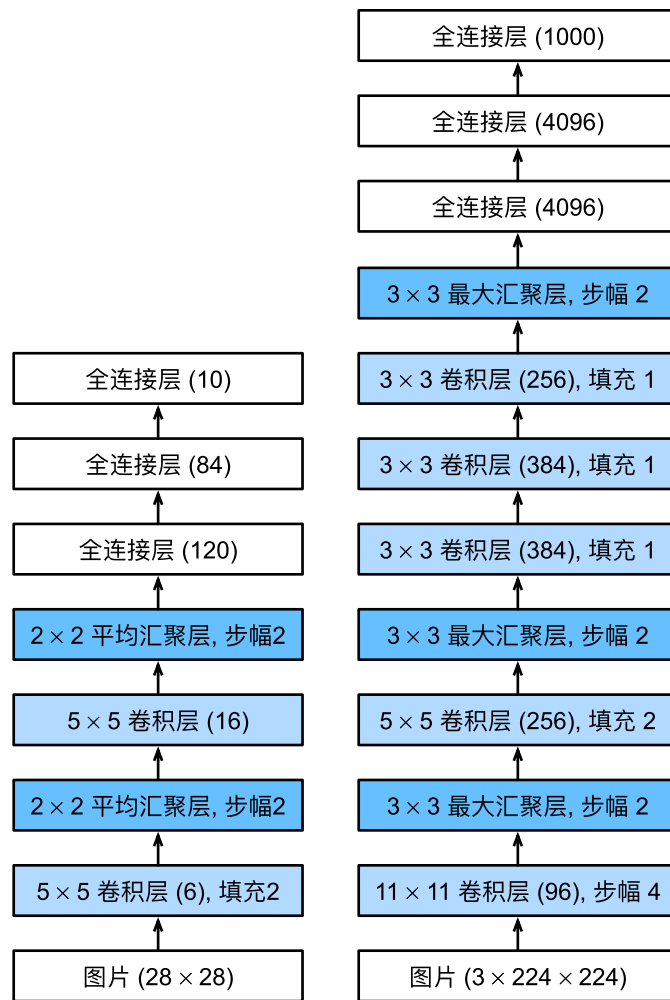 全连接层 (10)
全连接层 (84)
全连接层 (120)
2 × 2 平均汇聚层, 步幅2
5 × 5 卷积层 (16)
2 × 2 平均汇聚层, 步幅2
5 × 5 卷积层 (6), 填充2
图片 (28 × 28)
全连接层 (1000)
全连接层 (4096)
全连接层 (4096)
3 × 3 最大汇聚层, 步幅 2
3 × 3 卷积层 (256), 填充 1
3 × 3 卷积层 (384), 填充 1
3 × 3 卷积层 (384), 填充 1
3 × 3 最大汇聚层, 步幅 2
5 × 5 卷积层 (256), 填充 2
3 × 3 最大汇聚层, 步幅 2
11 × 11 卷积层 (96), 步幅 4
图片 (3 × 224 × 224)